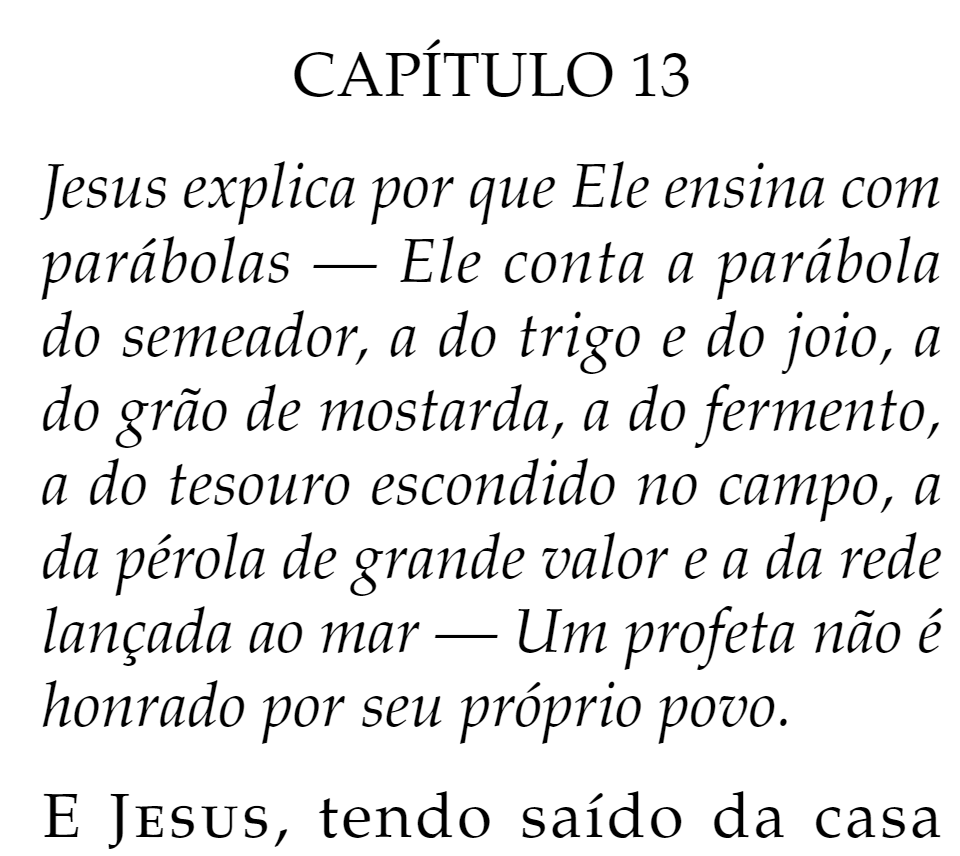 CAPÍTULO 13
Jesus explica por que Ele ensina com
parábolas — Ele conta a parábola
do semeador, a do trigo e do joio, a
do grão de mostarda, a do fermento,
a do tesouro escondido no campo, a
da pérola de grande valor e a da rede
lançada ao mar — Um profeta não é
honrado por seu próprio povo.
E JESUS, tendo saído da casa